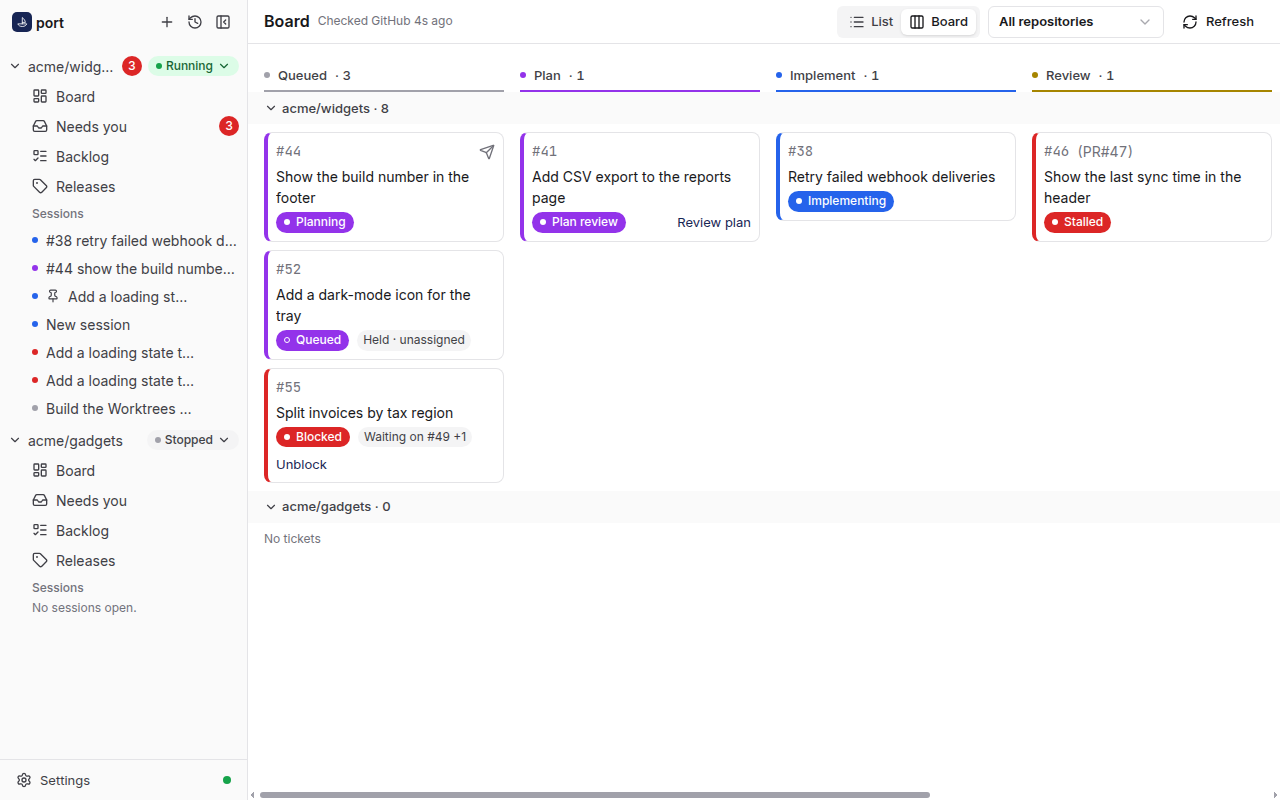 port
acme/widg... 3 Running
Board
Needs you 3
Backlog
Releases
Sessions
#38 retry failed webhook d...
#44 show the build numbe...
Add a loading st...
New session
Add a loading state t...
Add a loading state t...
Build the Worktrees ...
acme/gadgets Stopped
Board
Needs you
Backlog
Releases
Sessions
No sessions open.
Settings
Board Checked GitHub 4s ago
List Board All repositories Refresh
Queued · 3
Plan · 1
Implement · 1
Review · 1
acme/widgets · 8
#44
Show the build number in the
footer
Planning
#52
Add a dark-mode icon for the
tray
Queued Held · unassigned
#55
Split invoices by tax region
Blocked Waiting on #49 +1
Unblock
#41
Add CSV export to the reports
page
Plan review Review plan
#38
Retry failed webhook deliveries
Implementing
#46 (PR#47)
Show the last sync time in the
header
Stalled
acme/gadgets · 0
No tickets